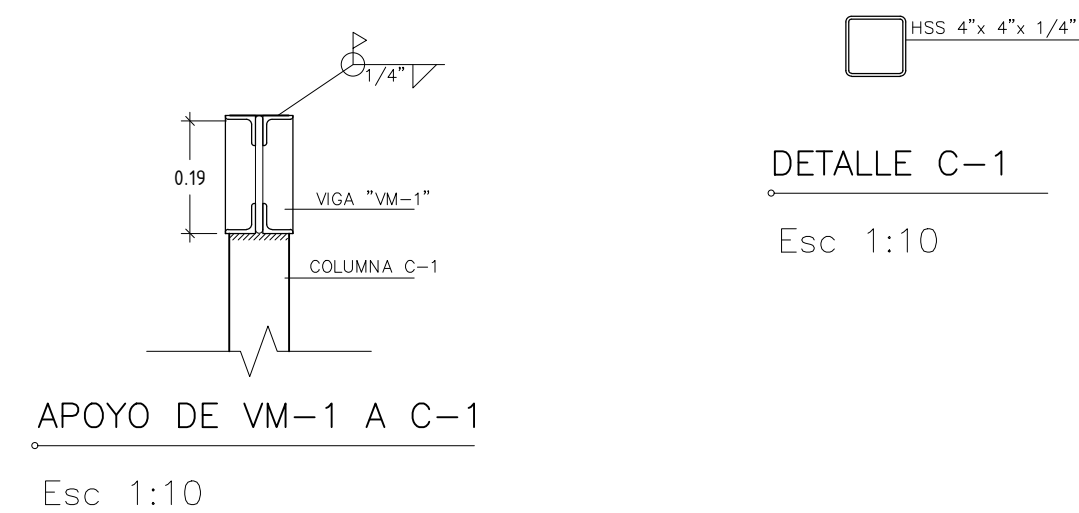 1/4"
0.19
VIGA "VM-1"
COLUMNA C-1
APOYO DE VM-1 A C-1
Esc 1:10
HSS 4"x 4"x 1/4"
DETALLE C-1
Esc 1:10